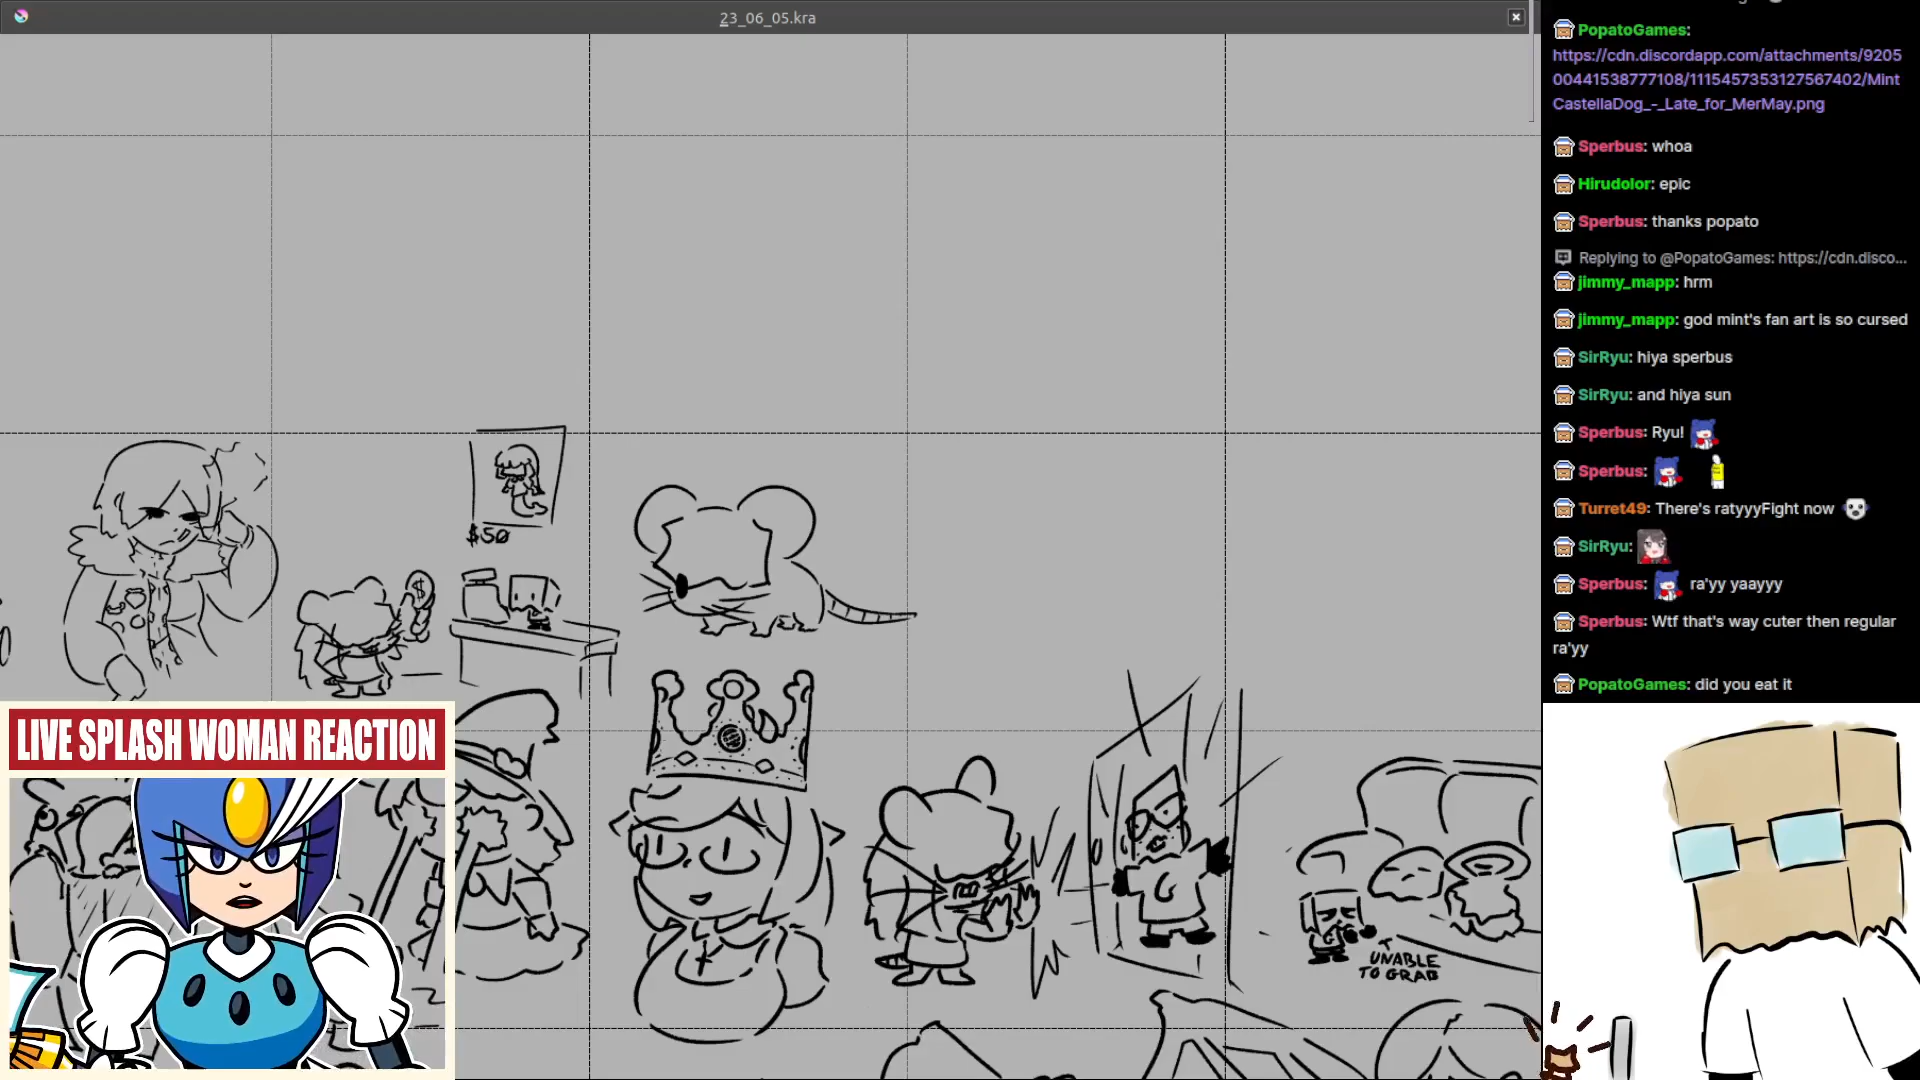 23_06_05.kra
PopatoGames:
https://cdn.discordapp.com/attachments/9205
00441538777108/1115457353127567402/Mint
CastellaDog_-_Late_for_MerMay.png
Sperbus: whoa
Hirudolor: epic
Sperbus: thanks popato
Replying to @PopatoGames: https://cdn.disco...
jimmy_mapp: hrm
jimmy_mapp: god mint's fan art is so cursed
SirRyu: hiya sperbus
SirRyu: and hiya sun
Sperbus: Ryu!
Sperbus:
Turret49: There's ratyyyFight now
SirRyu:
Sperbus: ra'yy yaayyy
Sperbus: Wtf that's way cuter then regular
ra'yy
PopatoGames: did you eat it
$50
$
LIVE SPLASH WOMAN REACTION
UNABLE
TO GRAB